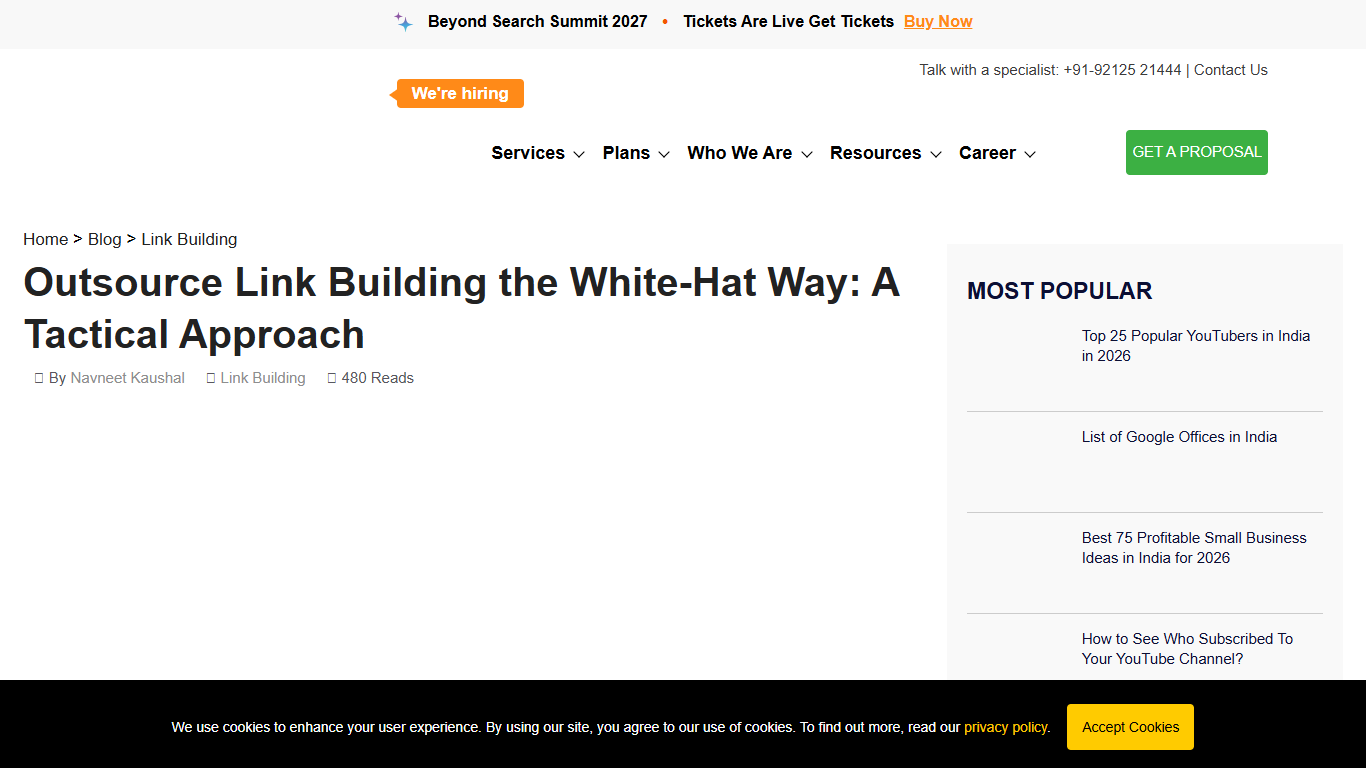 Beyond Search Summit 2027 • Tickets Are Live Get Tickets Buy Now
Talk with a specialist: +91-92125 21444 | Contact Us
We're hiring
Services Plans Who We Are Resources Career
GET A PROPOSAL
Home > Blog > Link Building
Outsource Link Building the White-Hat Way: A
Tactical Approach
By Navneet Kaushal Link Building 480 Reads
MOST POPULAR
Top 25 Popular YouTubers in India
in 2026
List of Google Offices in India
Best 75 Profitable Small Business
Ideas in India for 2026
How to See Who Subscribed To
Your YouTube Channel?
We use cookies to enhance your user experience. By using our site, you agree to our use of cookies. To find out more, read our privacy policy.
Accept Cookies